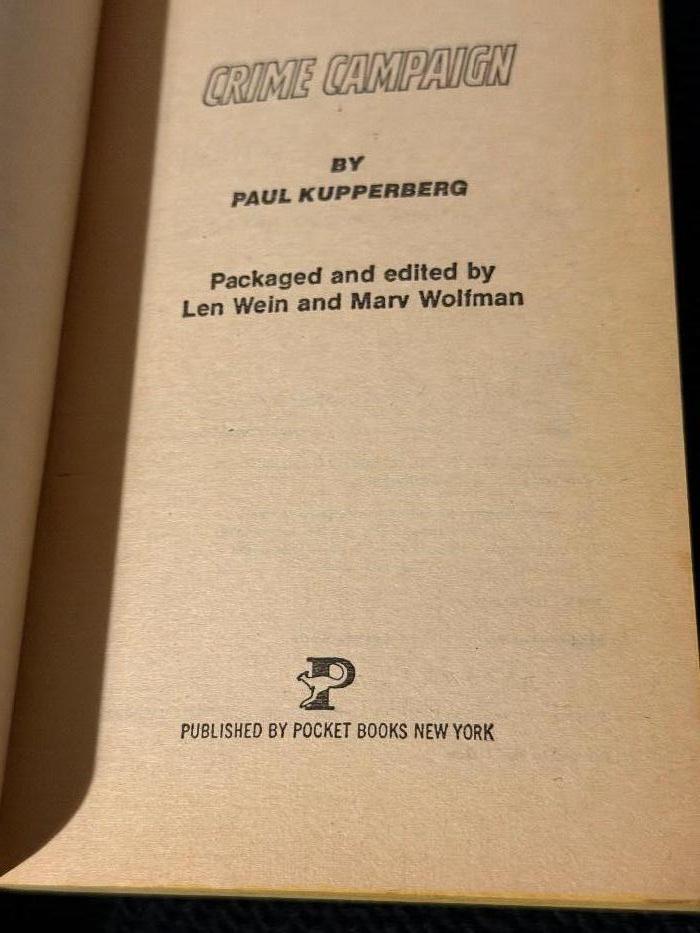 CRIME CAMPAIGN
BY
PAUL KUPPERBERG
Packaged and edited by
Len Wein and Marv Wolfman
P
PUBLISHED BY POCKET BOOKS NEW YORK